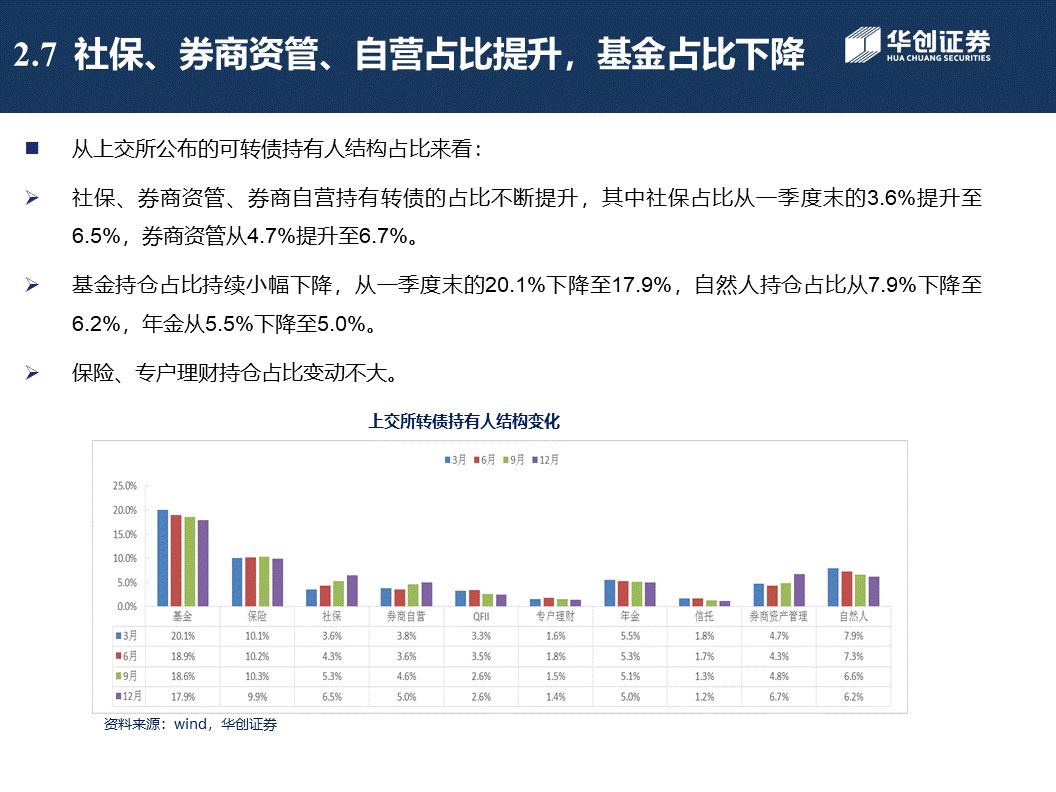 2.7 社保、券商资管、自营占比提升，基金占比下降
华创证券
HUA CHUANG SECURITIES
从上交所公布的可转债持有人结构占比来看：
社保、券商资管、券商自营持有转债的占比不断提升，其中社保占比从一季度末的3.6%提升至
6.5%，券商资管从4.7%提升至6.7%。
基金持仓占比持续小幅下降，从一季度末的20.1%下降至17.9%，自然人持仓占比从7.9%下降至
6.2%，年金从5.5%下降至5.0%。
保险、专户理财持仓占比变动不大。
上交所转债持有人结构变化
3月 6月 9月 12月
25.0%
20.0%
15.0%
10.0%
5.0%
0.0%
基金 保险 社保 券商自营 QFII 专户理财 年金 信托 券商资产管理 自然人
3月 20.1% 10.1% 3.6% 3.8% 3.3% 1.6% 5.5% 1.8% 4.7% 7.9%
6月 18.9% 10.2% 4.3% 3.6% 3.5% 1.8% 5.3% 1.7% 4.3% 7.3%
9月 18.6% 10.3% 5.3% 4.6% 2.6% 1.5% 5.1% 1.3% 4.8% 6.6%
12月 17.9% 9.9% 6.5% 5.0% 2.6% 1.4% 5.0% 1.2% 6.7% 6.2%
资料来源：wind，华创证券